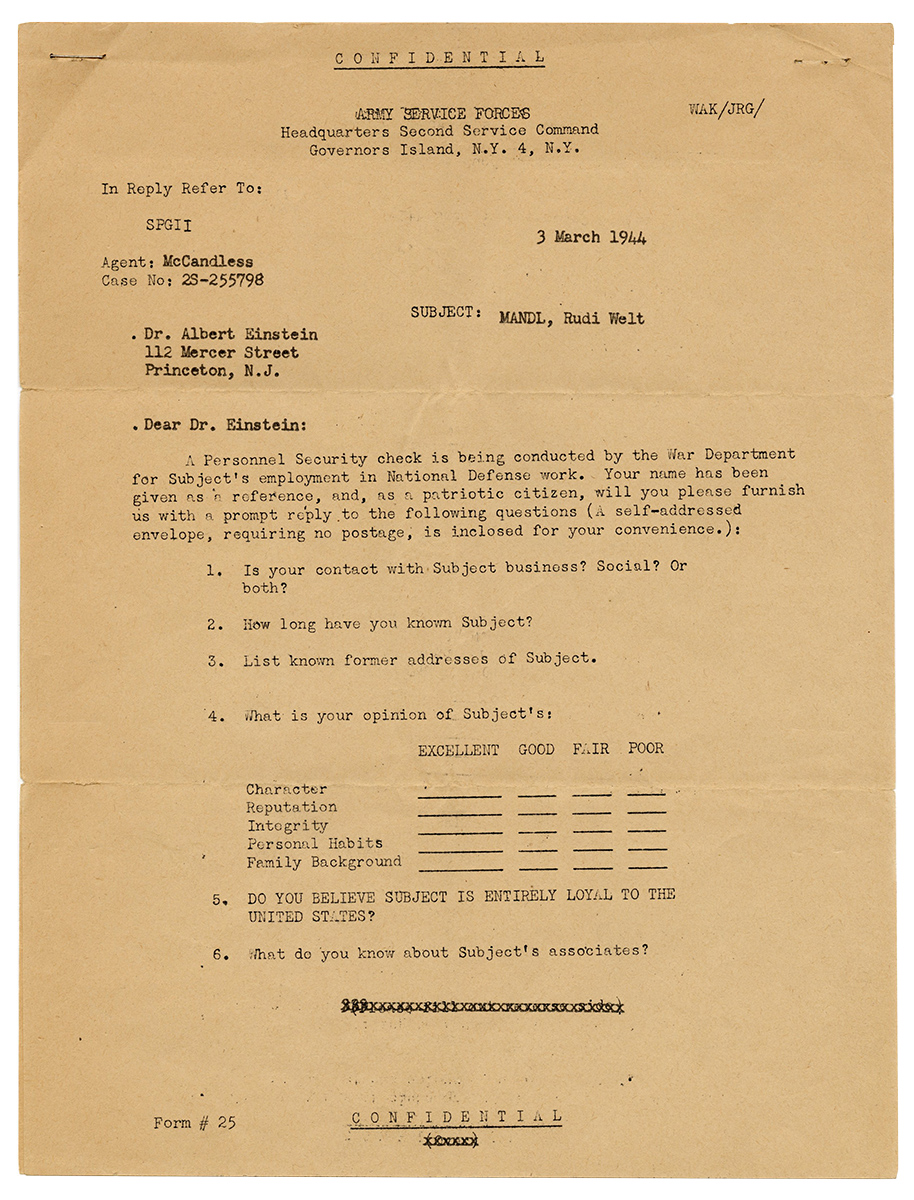 C O N F I D E N T I A L
ARMY SERVICE FORCES
WAK/JRG/
Headquarters Second Service Command
Governors Island, N.Y. 4, N.Y.
In Reply Refer To:
SPGII
3 March 1944
Agent: McCandless
Case No: 2S-255798
SUBJECT: MANDL, Rudi Welt
. Dr. Albert Einstein
112 Mercer Street
Princeton, N.J.
. Dear Dr. Einstein:
A Personnel Security check is being conducted by the War Department
for Subject's employment in National Defense work. Your name has been
given as a reference, and, as a patriotic citizen, will you please furnish
us with a prompt reply to the following questions (A self-addressed
envelope, requiring no postage, is inclosed for your convenience.):
1. Is your contact with Subject business? Social? Or
both?
2. How long have you known Subject?
3. List known former addresses of Subject.
4. What is your opinion of Subject's:
EXCELLENT GOOD FAIR POOR
Character
Reputation
Integrity
Personal Habits
Family Background
5. DO YOU BELIEVE SUBJECT IS ENTIRELY LOYAL TO THE
UNITED STATES?
6. What do you know about Subject's associates?
Form # 25
C O N F I D E N T I A L